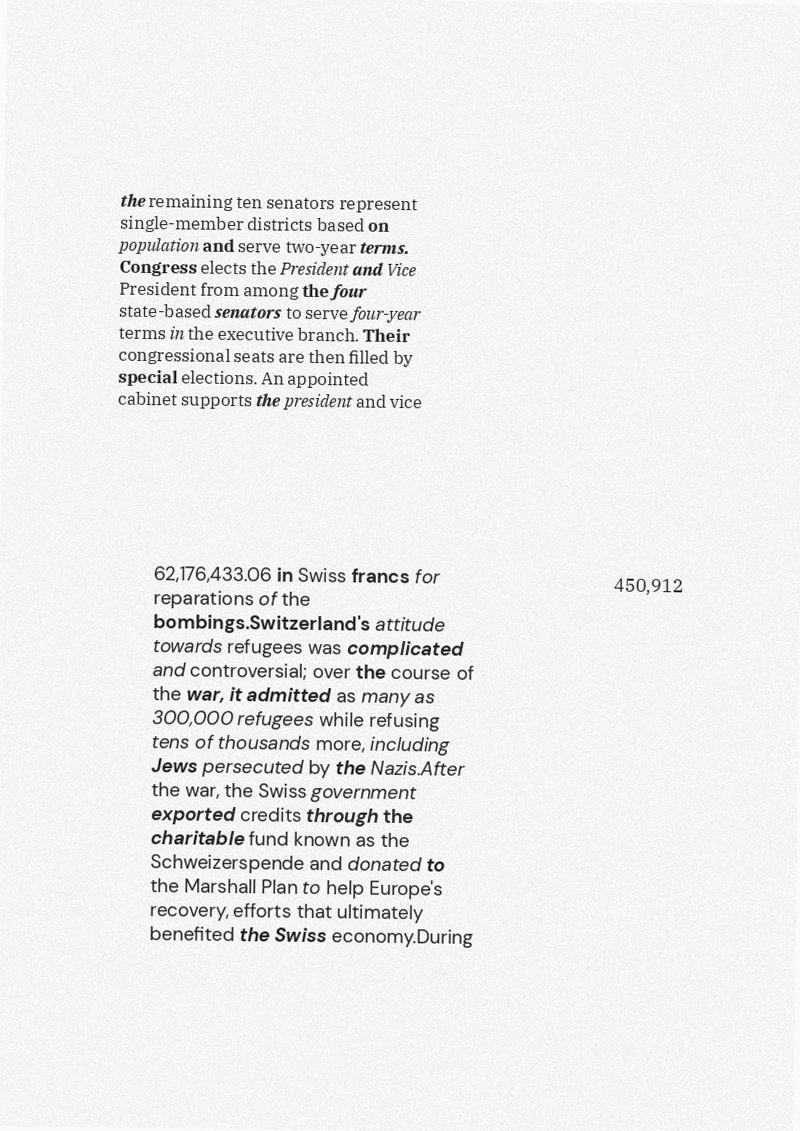 the remaining ten senators represent
single-member districts based on
population and serve two-year terms.
Congress elects the President and Vice
President from among the four
state-based senators to serve four-year
terms in the executive branch. Their
congressional seats are then filled by
special elections. An appointed
cabinet supports the president and vice
62,176,433.06 in Swiss francs for
reparations of the
bombings.Switzerland's attitude
towards refugees was complicated
and controversial; over the course of
the war, it admitted as many as
300,000 refugees while refusing
tens of thousands more, including
Jews persecuted by the Nazis.After
the war, the Swiss government
exported credits through the
charitable fund known as the
Schweizerspende and donated to
the Marshall Plan to help Europe's
recovery, efforts that ultimately
benefited the Swiss economy.During
450,912